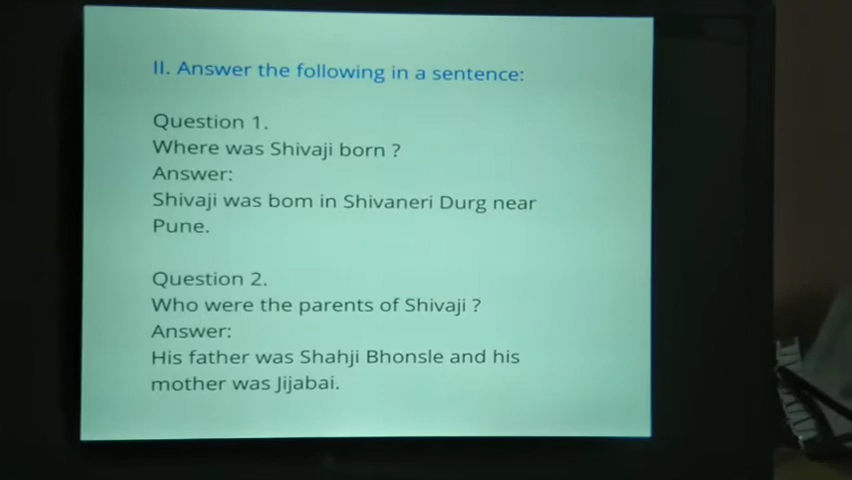 II. Answer the following in a sentence:
Question 1.
Where was Shivaji born ?
Answer:
Shivaji was bom in Shivaneri Durg near
Pune.
Question 2.
Who were the parents of Shivaji ?
Answer:
His father was Shahji Bhonsle and his
mother was Jijabai.